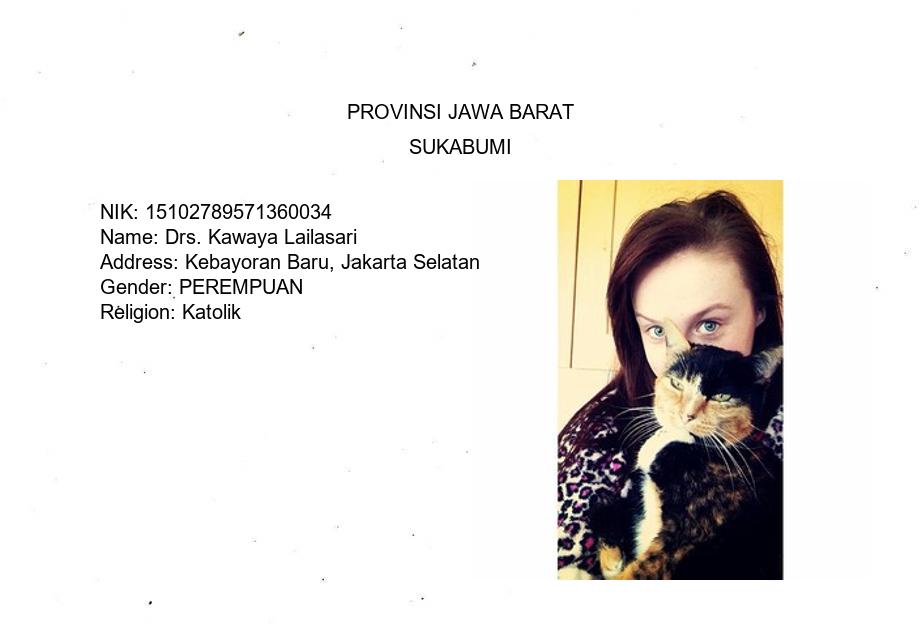 PROVINSI JAWA BARAT
SUKABUMI
NIK: 15102789571360034
Name: Drs. Kawaya Lailasari
Address: Kebayoran Baru, Jakarta Selatan
Gender: PEREMPUAN
Religion: Katolik